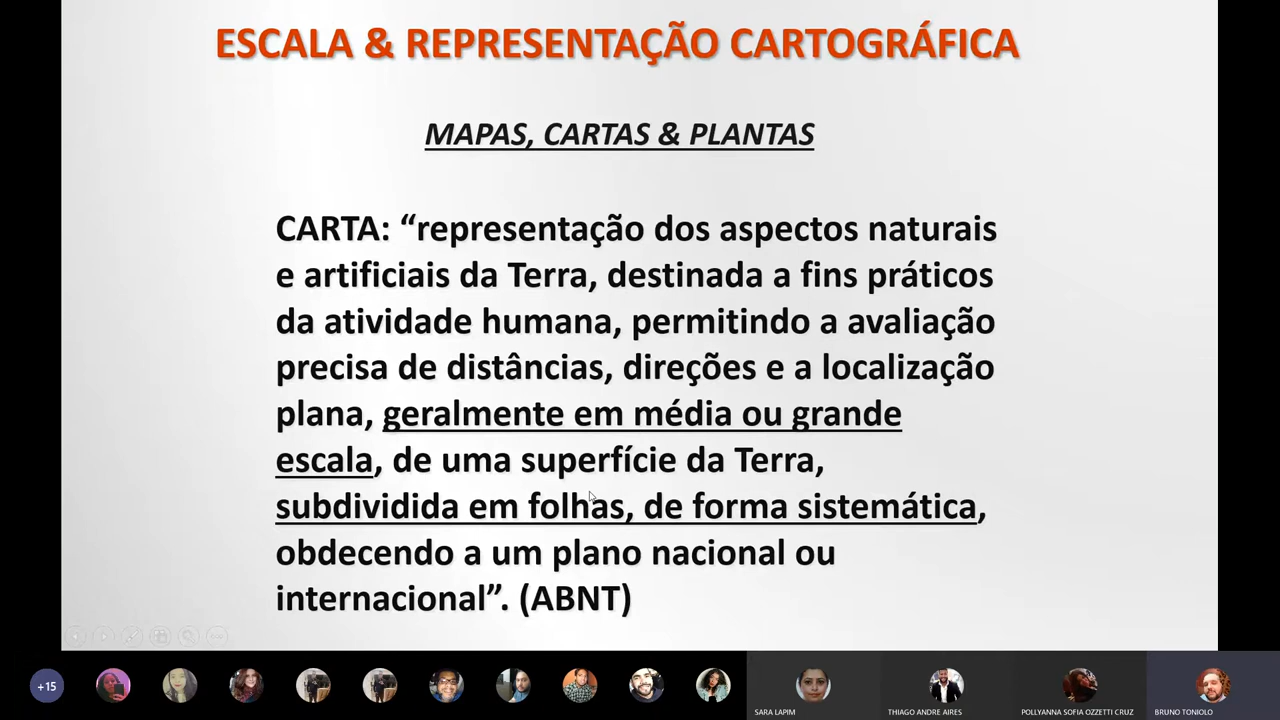 ESCALA & REPRESENTAÇÃO CARTOGRÁFICA
MAPAS, CARTAS & PLANTAS
CARTA: “representação dos aspectos naturais
e artificiais da Terra, destinada a fins práticos
da atividade humana, permitindo a avaliação
precisa de distâncias, direções e a localização
plana, geralmente em média ou grande
escala, de uma superfície da Terra,
subdividida em folhas, de forma sistemática,
obdecendo a um plano nacional ou
internacional”. (ABNT)
+15
SARA LAPIM
THIAGO ANDRE AIRES
POLLYANNA SOFIA OZZETTI CRUZ
BRUNO TONIOLO